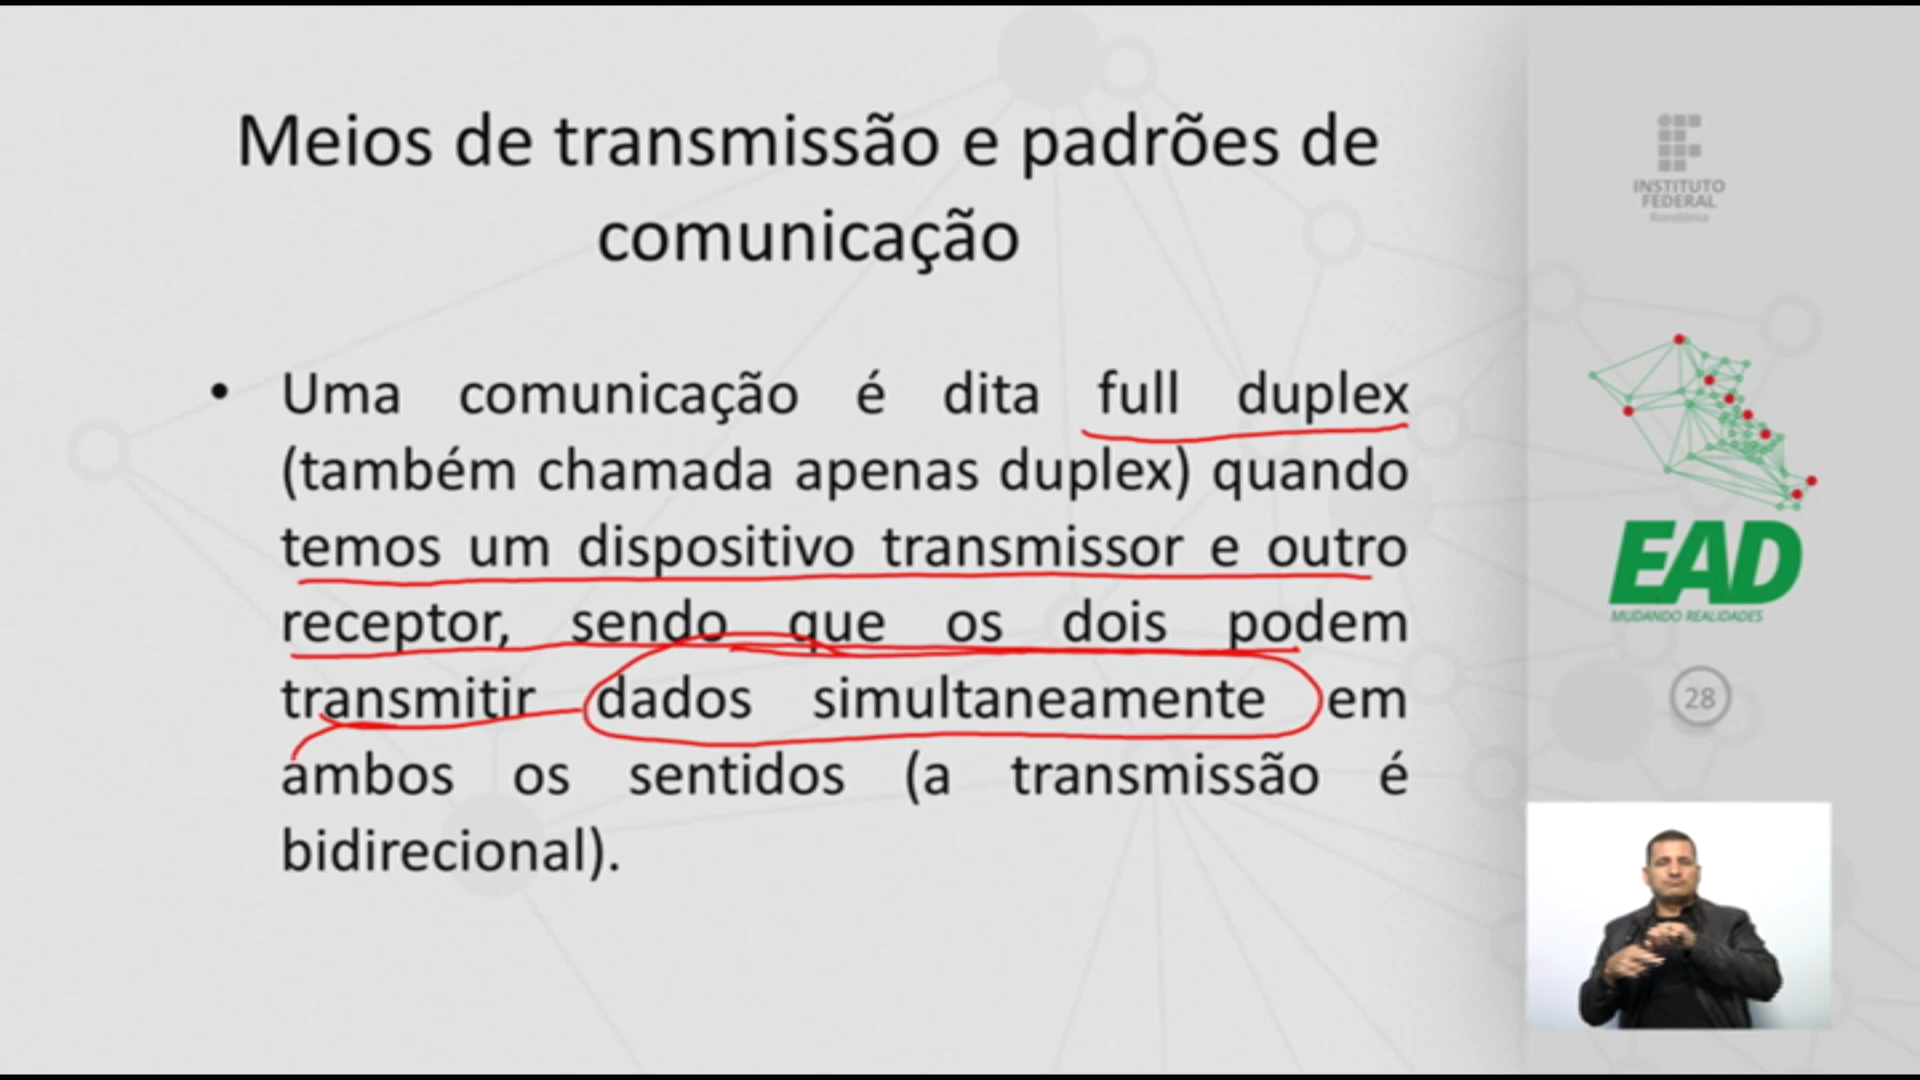 Meios de transmissão e padrões de
comunicação
• Uma comunicação é dita full duplex
(também chamada apenas duplex) quando
temos um dispositivo transmissor e outro
receptor, sendo que os dois podem
transmitir dados simultaneamente em
ambos os sentidos (a transmissão é
bidirecional).
INSTITUTO
FEDERAL
Rondônia
EAD
MUDANDO REALIDADES
28